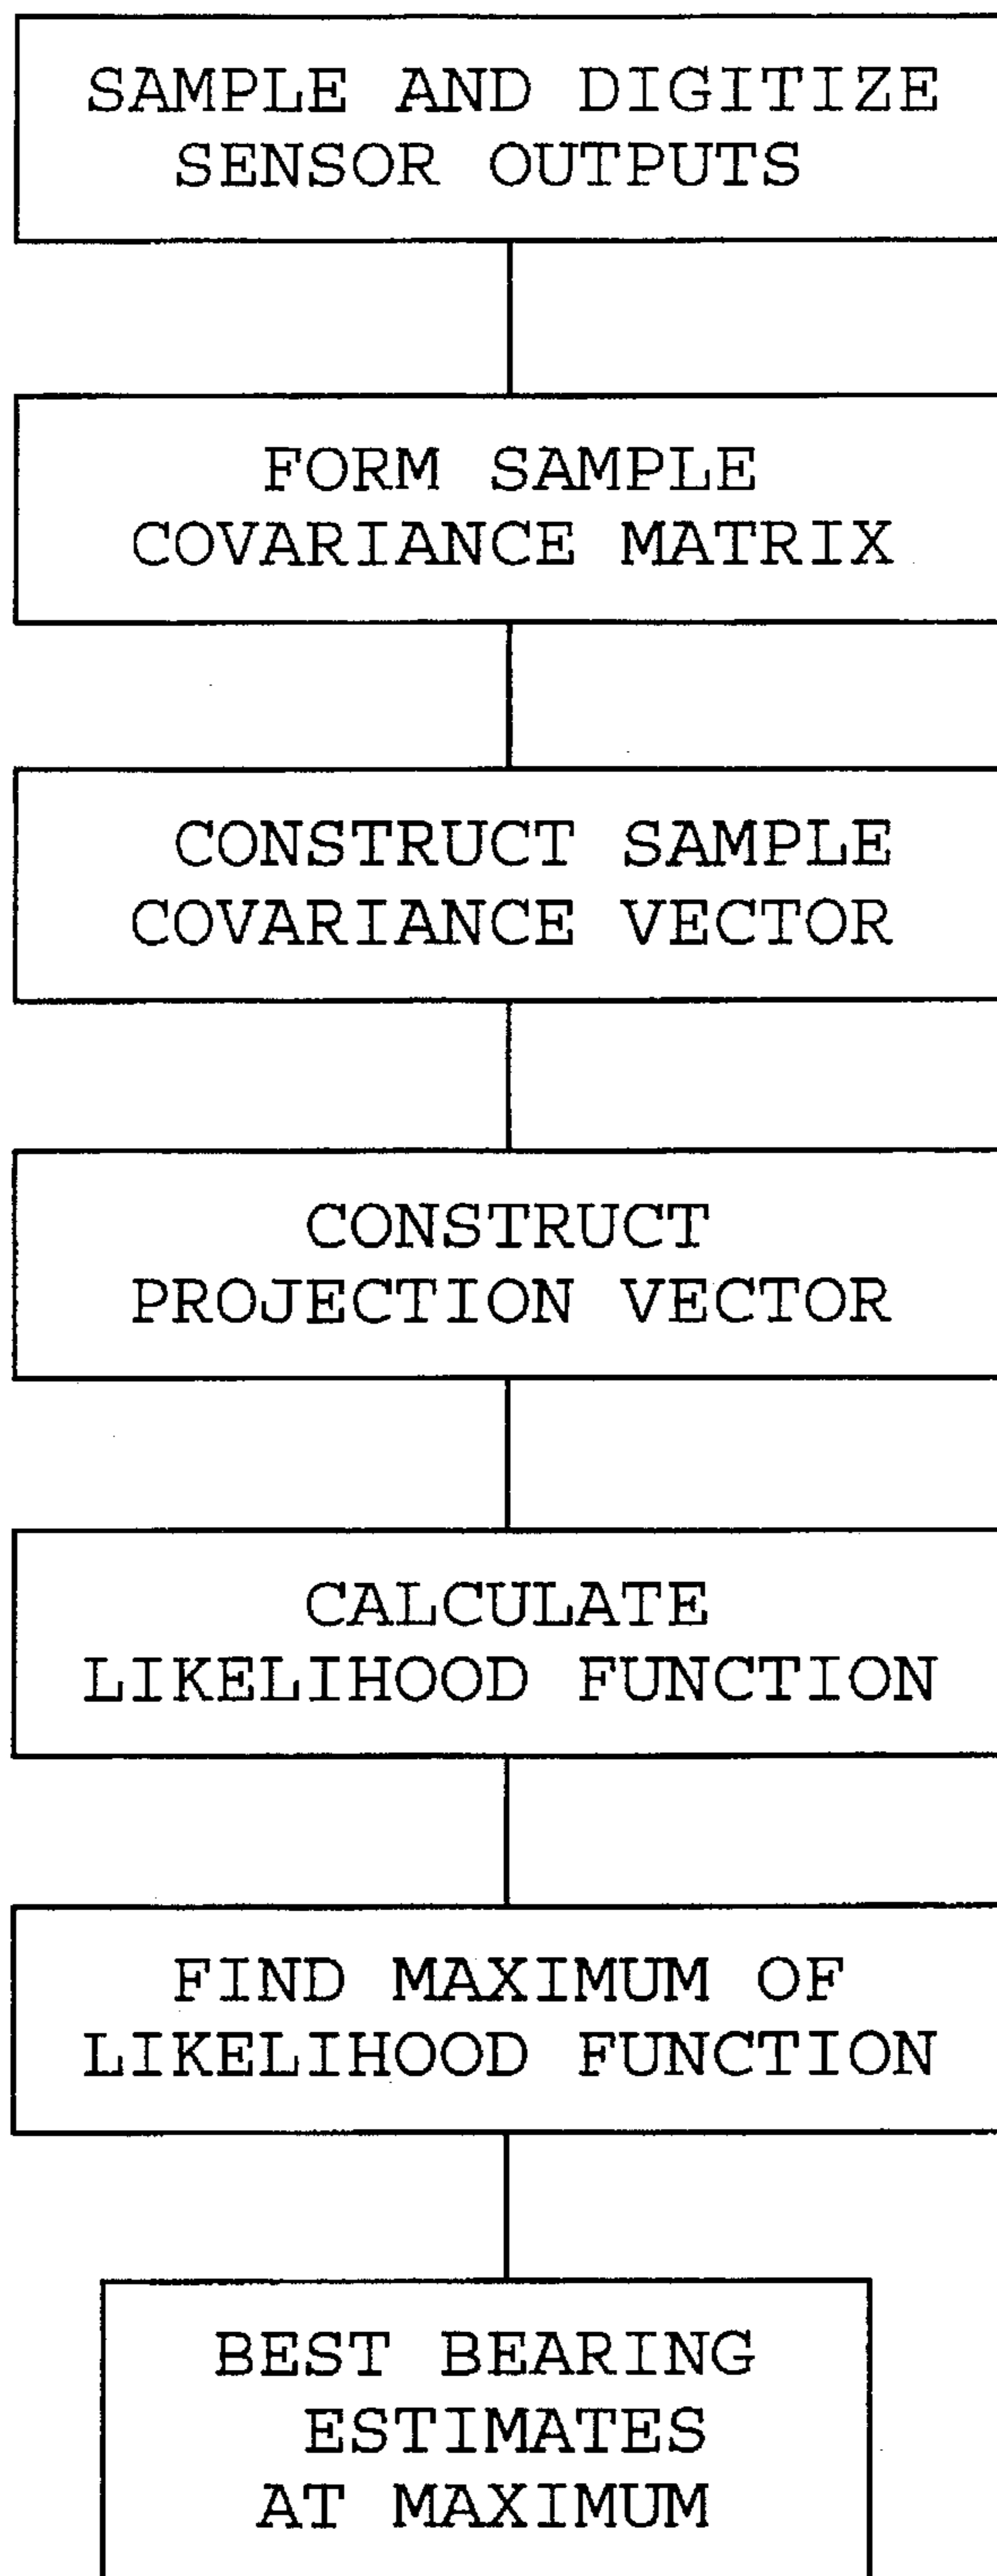 SAMPLE AND DIGITIZE
SENSOR OUTPUTS
FORM SAMPLE
COVARIANCE MATRIX
CONSTRUCT SAMPLE
COVARIANCE VECTOR
CONSTRUCT
PROJECTION VECTOR
CALCULATE
LIKELIHOOD FUNCTION
FIND MAXIMUM OF
LIKELIHOOD FUNCTION
BEST BEARING
ESTIMATES
AT MAXIMUM